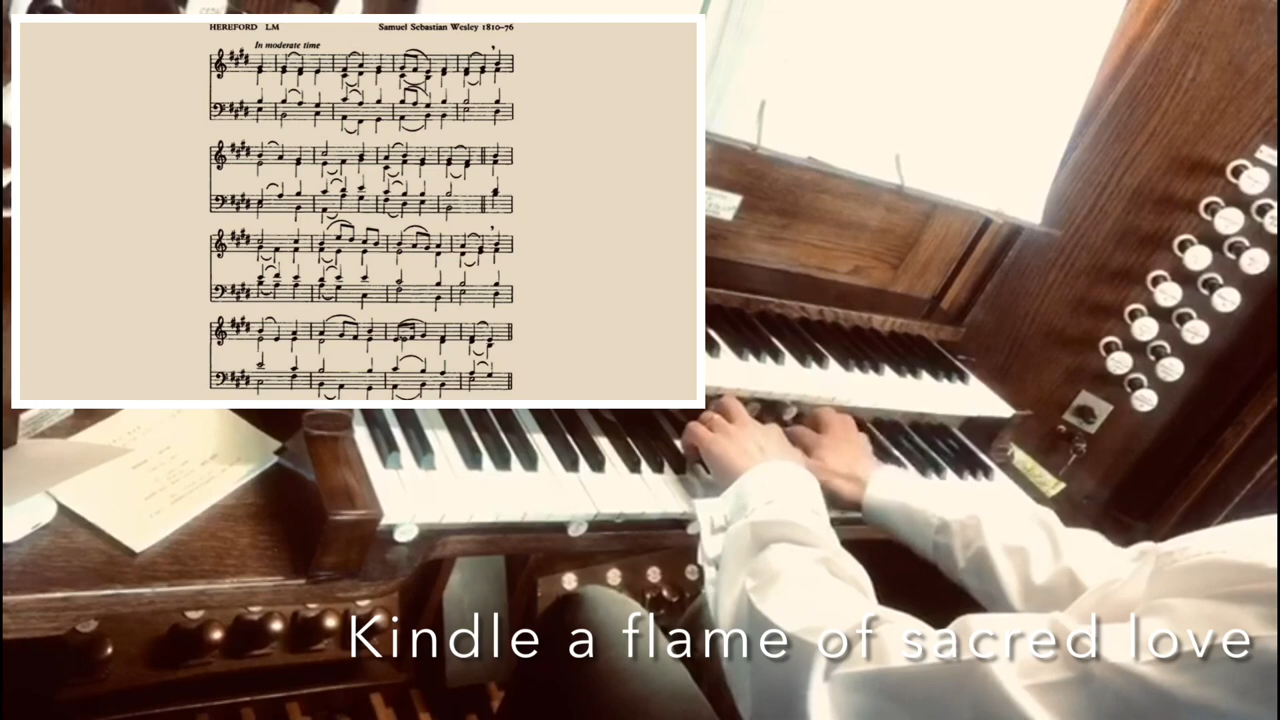 HEREFORD LM Samuel Sebastian Wesley 1810–76
In moderate time
Kindle a flame of sacred love